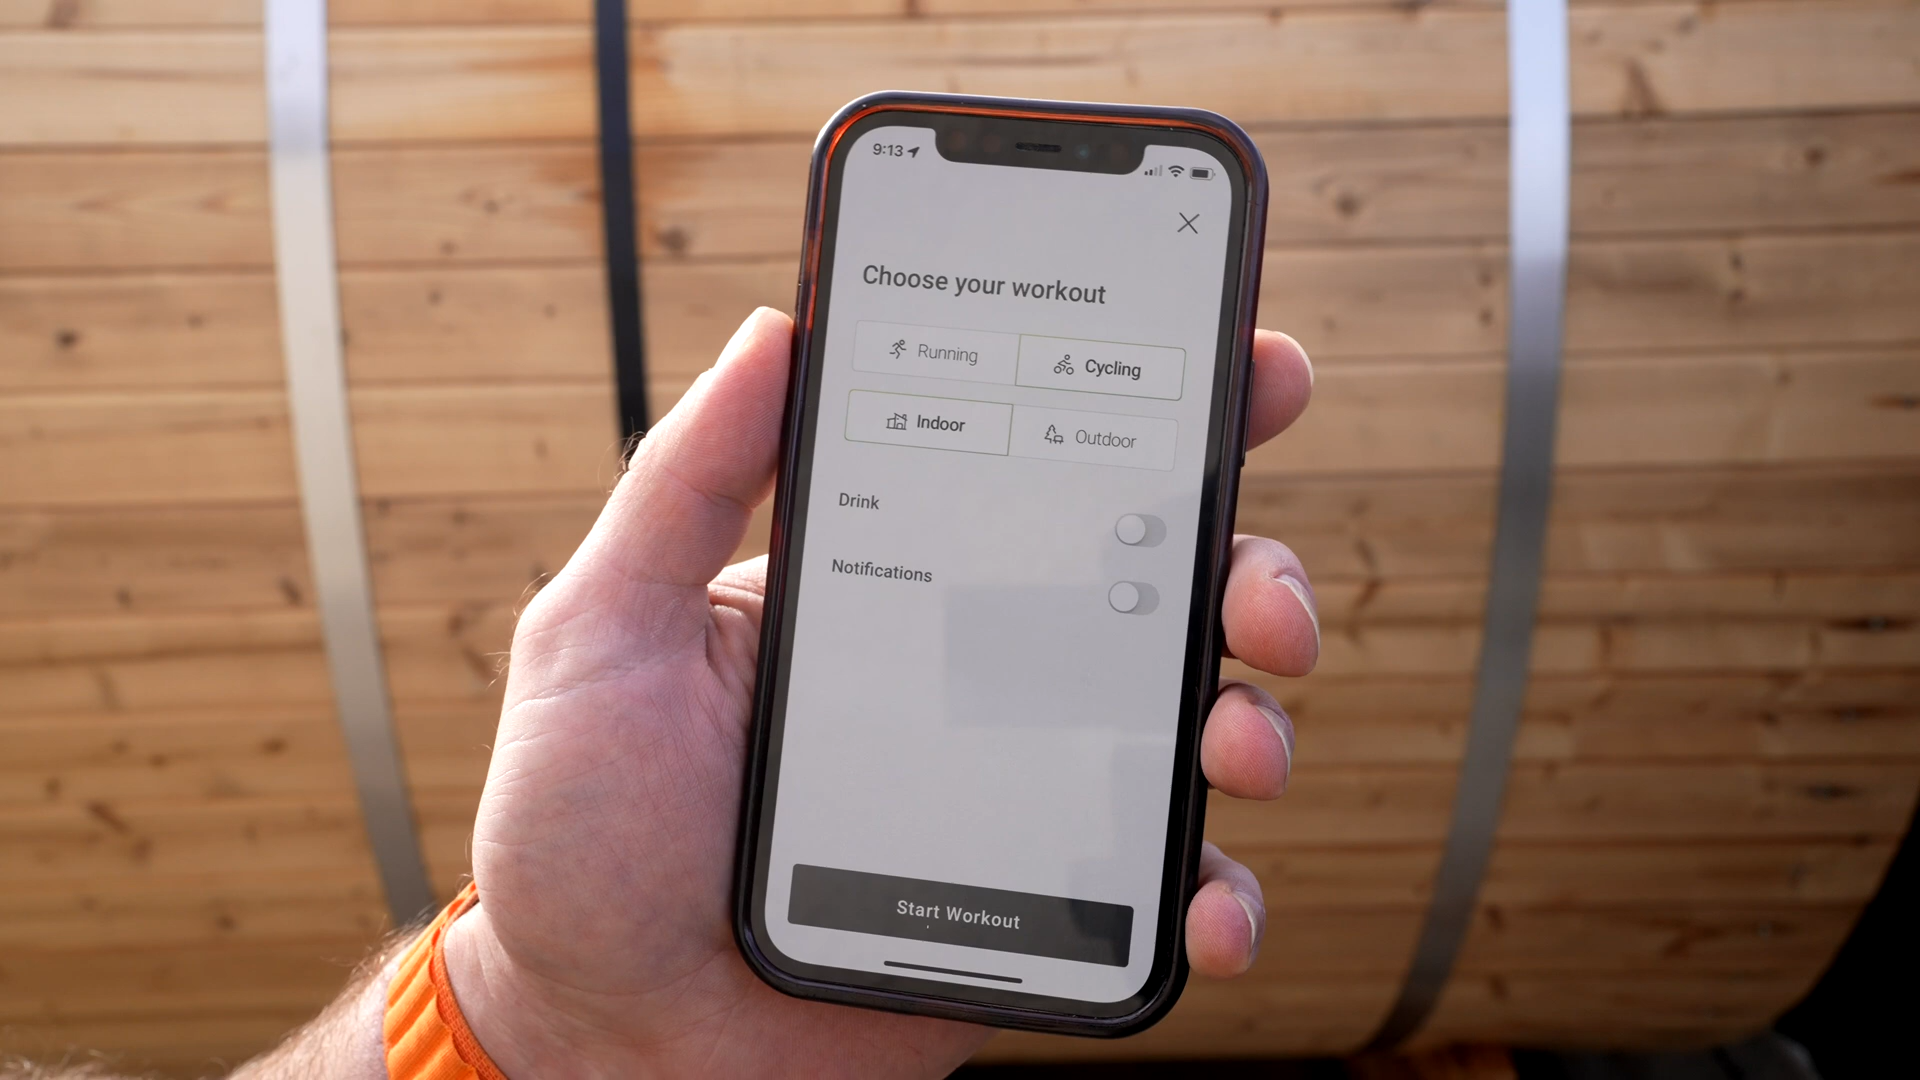 9:13
Choose your workout
Running Cycling
Indoor Outdoor
Drink
Notifications
Start Workout